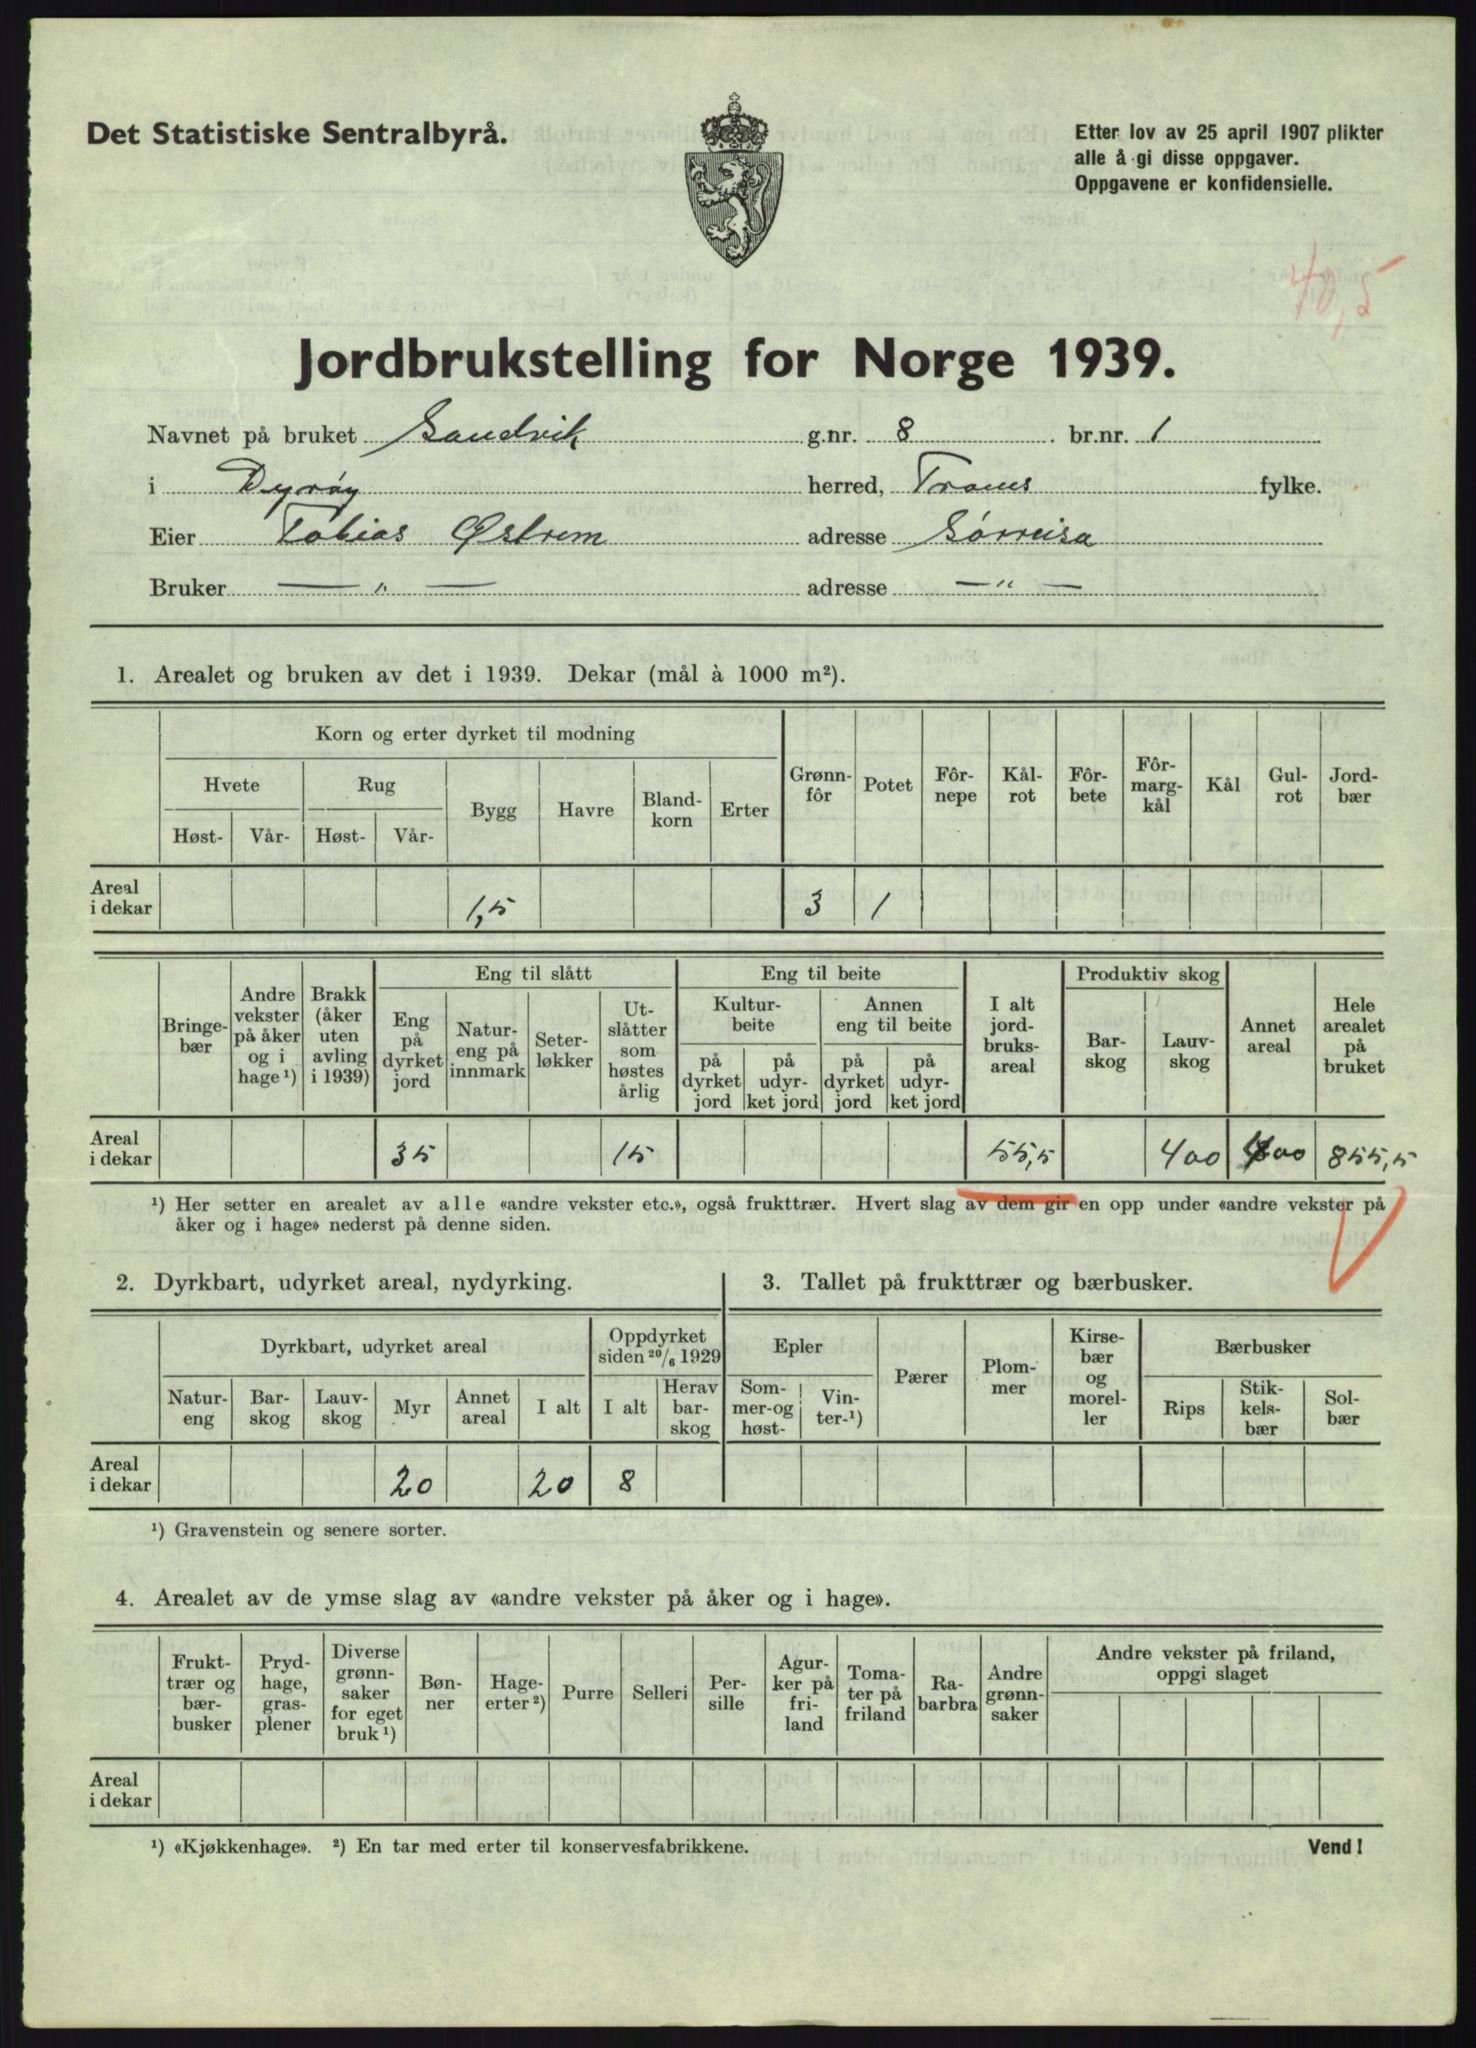 Det Statistiske Sentralbyrå.
Etter lov av 25 april 1907 plikter
alle å gi disse oppgaver.
Oppgavene er konfidensielle.
40,5
Jordbrukstelling for Norge 1939.
Navnet på bruket Sandvik g.nr. 8 br.nr. 1
i Dyrøy herred, Troms fylke.
Eier Tobias Østrem adresse Sørreisa
Bruker — " — adresse — " —
1. Arealet og bruken av det i 1939. Dekar (mål à 1000 m²).
Korn og erter dyrket til modning
Hvete Rug Bygg Havre Bland-korn Erter Grønn-fôr Potet Fôr-nepe Kål-rot Fôr-bete Fôr-marg-kål Kål Gul-rot Jord-bær
Høst- Vår- Høst- Vår-
Areal i dekar 1,5 3 1
Eng til slått Eng til beite Produktiv skog
Bringe-bær Andre vekster på åker og i hage ¹) Brakk (åker uten avling i 1939) Eng på dyrket jord Natur-eng på innmark Seter-løkker Ut-slåtter som høstes årlig Kultur-beite Annen eng til beite I alt jord-bruks-areal Bar-skog Lauv-skog Annet areal Hele arealet på bruket
på dyrket jord på udyr-ket jord på dyrket jord på udyr-ket jord
Areal i dekar 35 15 55,5 400 400 855,5
¹) Her setter en arealet av alle «andre vekster etc.», også frukttrær. Hvert slag av dem gir en opp under «andre vekster på
åker og i hage» nederst på denne siden.
2. Dyrkbart, udyrket areal, nydyrking.
Dyrkbart, udyrket areal Oppdyrket siden 20/6 1929
Natur-eng Bar-skog Lauv-skog Myr Annet areal I alt I alt Herav bar-skog
Areal i dekar 20 20 8
¹) Gravenstein og senere sorter.
3. Tallet på frukttrær og bærbusker.
Epler Pærer Plom-mer Kirse-bær og morel-ler Bærbusker
Som-mer-og høst- Vin-ter-¹) Rips Stik-kels-bær Sol-bær
4. Arealet av de ymse slag av «andre vekster på åker og i hage».
Frukt-trær og bær-busker Pryd-hage, gras-plener Diverse grønn-saker for eget bruk ¹) Bøn-ner Hage-erter ²) Purre Selleri Per-sille Agur-ker på fri-land Toma-ter på friland Ra-barbra Andre grønn-saker Andre vekster på friland, oppgi slaget
Areal i dekar
¹) «Kjøkkenhage». ²) En tar med erter til konservesfabrikkene.
Vend!